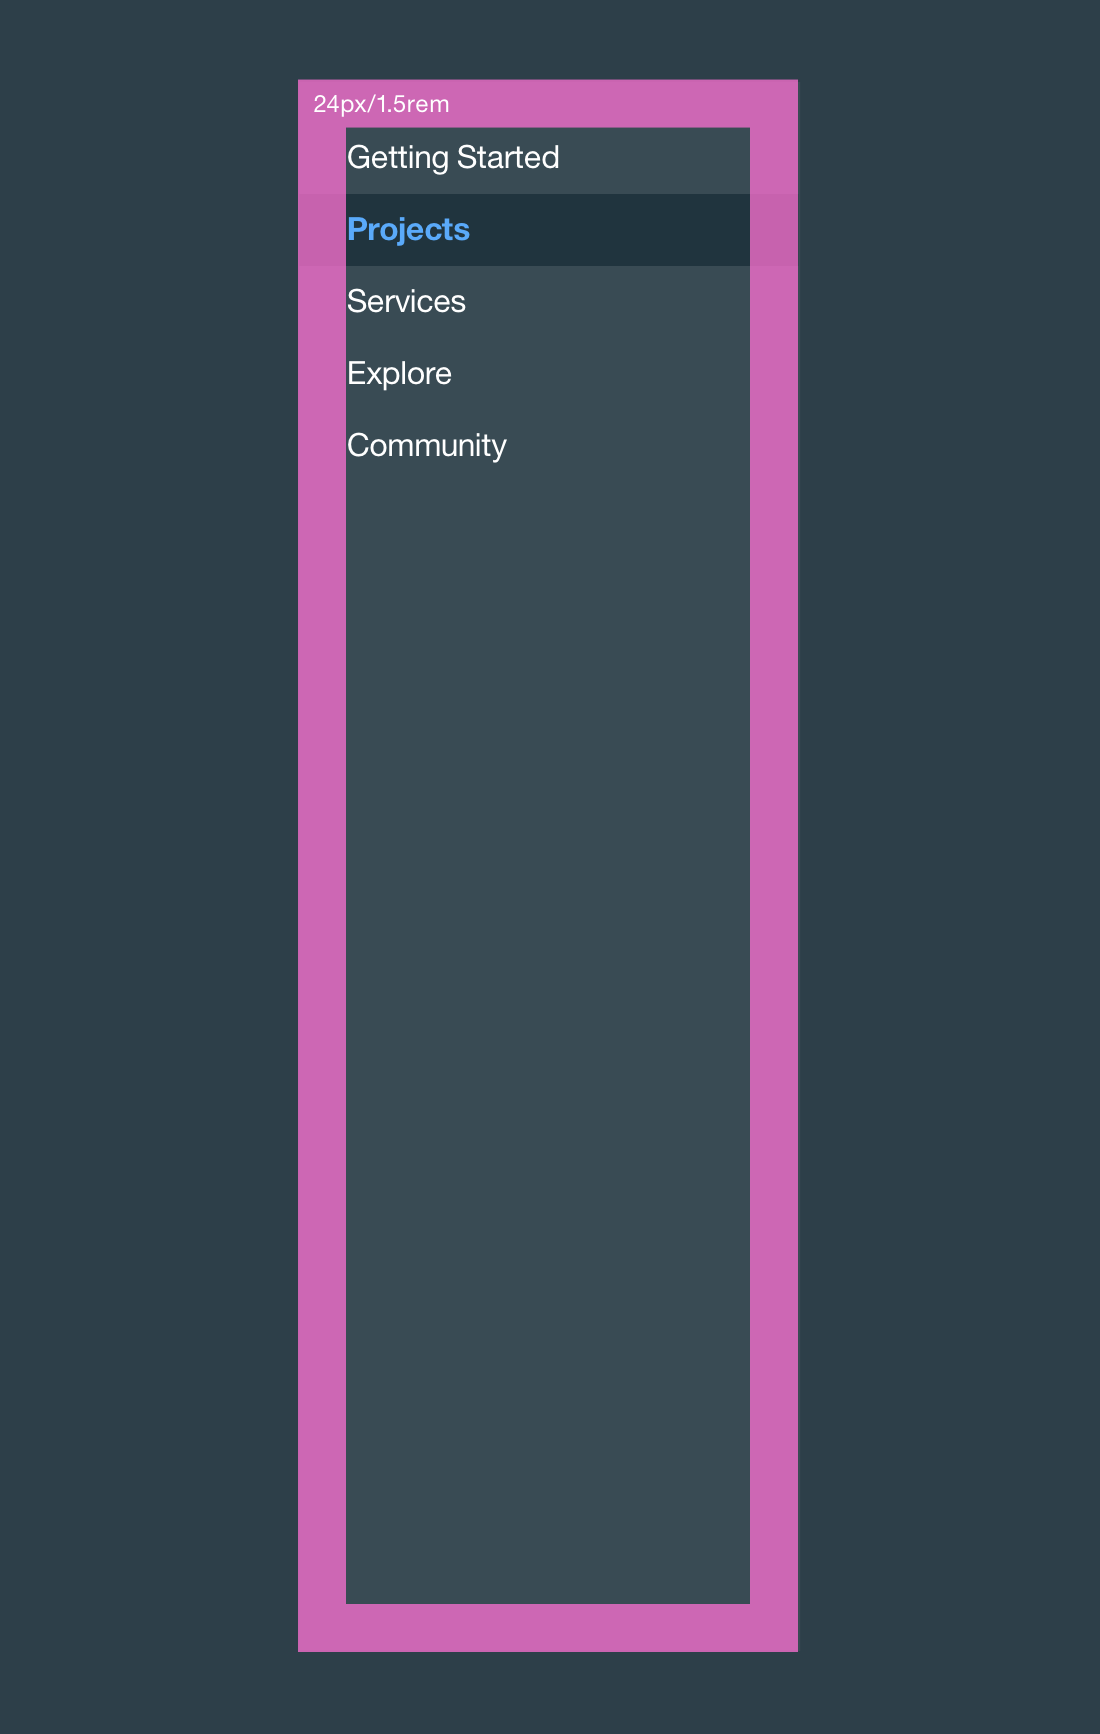 24px/1.5rem
Getting Started
Projects
Services
Explore
Community